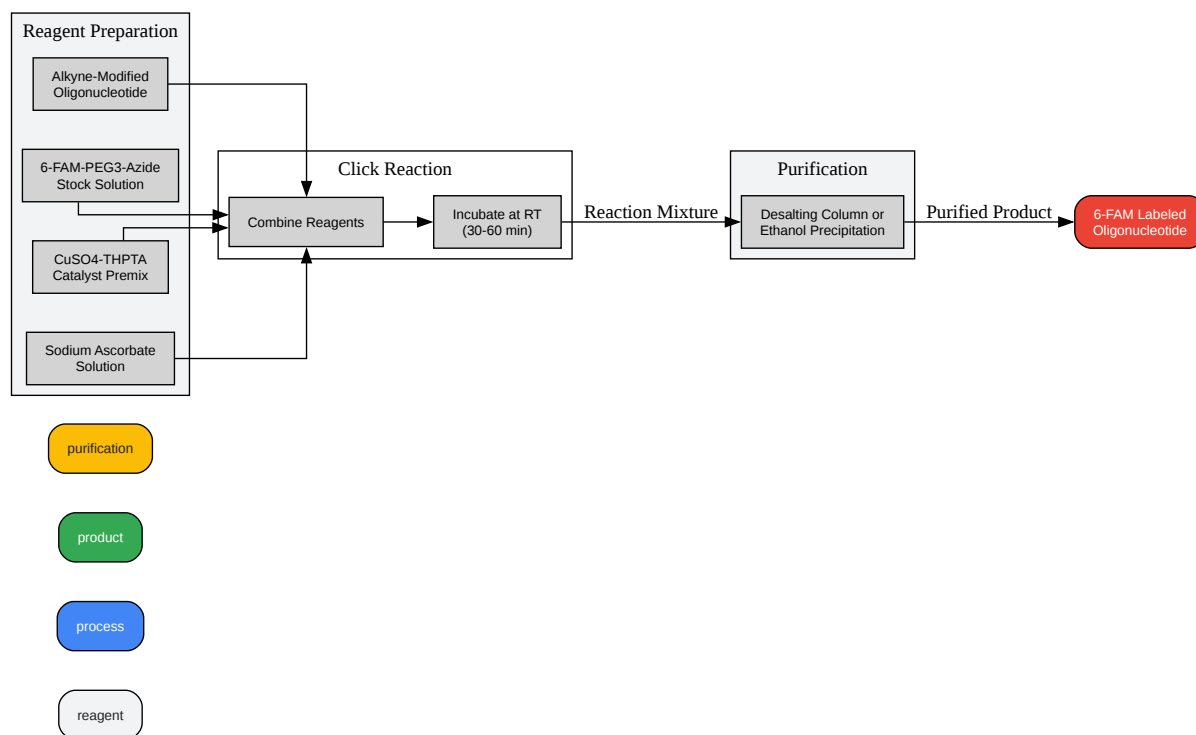 Reagent Preparation
Alkyne-Modified
Oligonucleotide
6-FAM-PEG3-Azide
Stock Solution
CuSO4-THPTA
Catalyst Premix
Sodium Ascorbate
Solution
Click Reaction
Combine Reagents
Incubate at RT
(30-60 min)
Reaction Mixture
Purification
Desalting Column or
Ethanol Precipitation
Purified Product
6-FAM Labeled
Oligonucleotide
purification
product
process
reagent